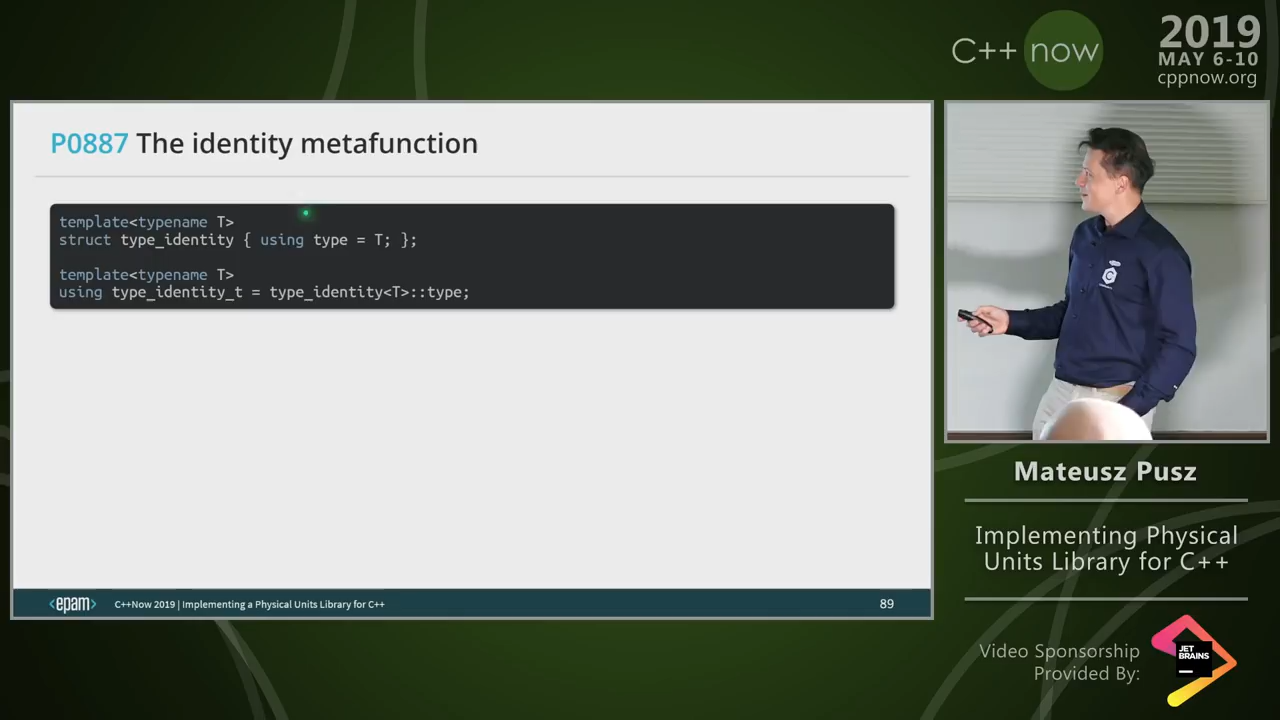 C++ now
2019
MAY 6-10
cppnow.org
P0887 The identity metafunction
template<typename T>
struct type_identity { using type = T; };
template<typename T>
using type_identity_t = type_identity<T>::type;
<epam>
C++Now 2019 | Implementing a Physical Units Library for C++
89
Mateusz Pusz
Implementing Physical
Units Library for C++
Video Sponsorship
Provided By:
JET
BRAINS